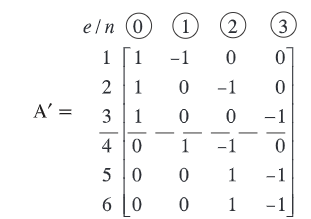 e/n 0 1 2 3
1 1 -1 0 0
2 1 0 -1 0
A' = 3 1 0 0 -1
4 0 1 -1 0
5 0 0 1 -1
6 0 0 1 -1